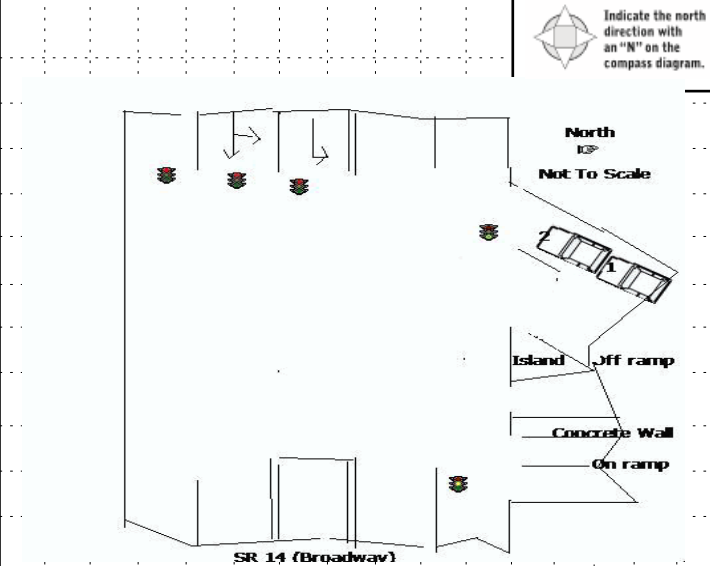 Indicate the north
direction with
an "N" on the
compass diagram.
North
Not To Scale
2
1
Island Off ramp
Concrete Wall
On ramp
SR 14 (Broadway)